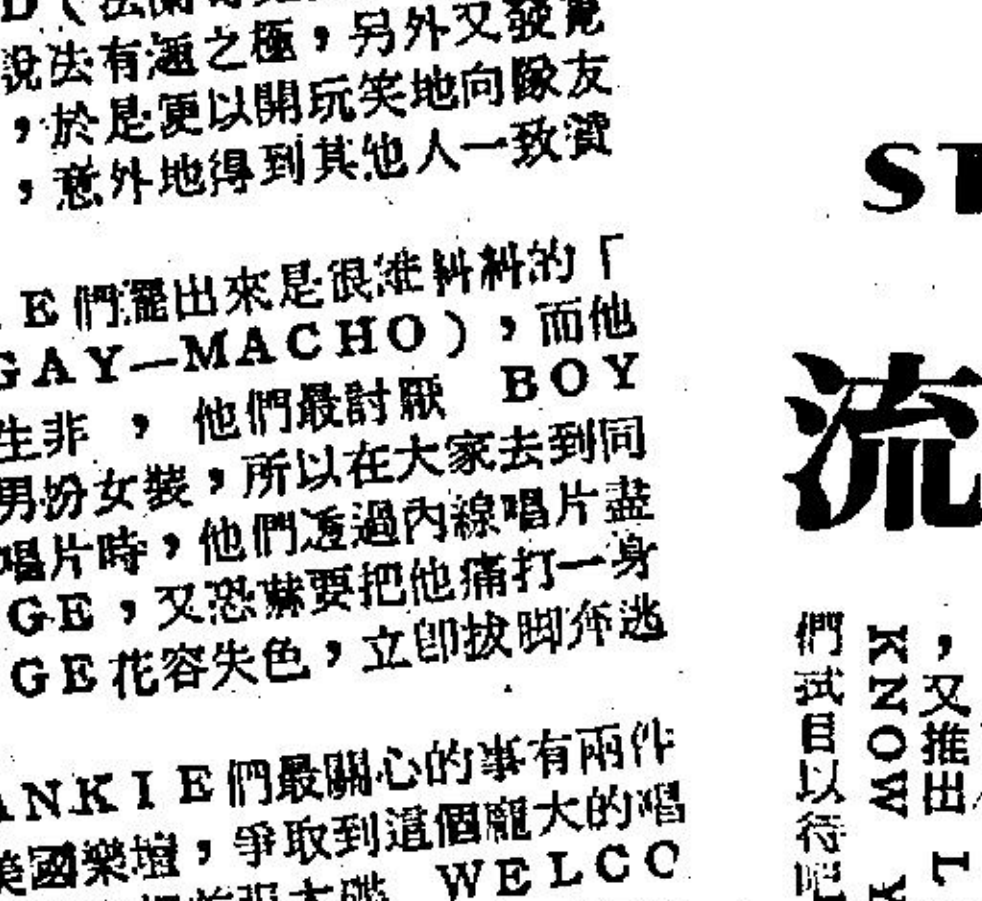 說法有趣之極，另外又發覺
，於是便以開玩笑地向隊友
，意外地得到其他人一致贊
E們擺出來是很雄糾糾的「
GAY—MACHO），而他
生非，他們最討厭 BOY
男扮女裝，所以在大家去到同
唱片時，他們透過內線唱片盡
GE，又恐嚇要把他痛打一身
GE花容失色，立即拔脚奔逃
ANKIE們最關心的事有兩件
美國樂壇，爭取到這個龐大的唱
WELCO
ST
流
，又推出 L
KNOW Y
們試目以待吧